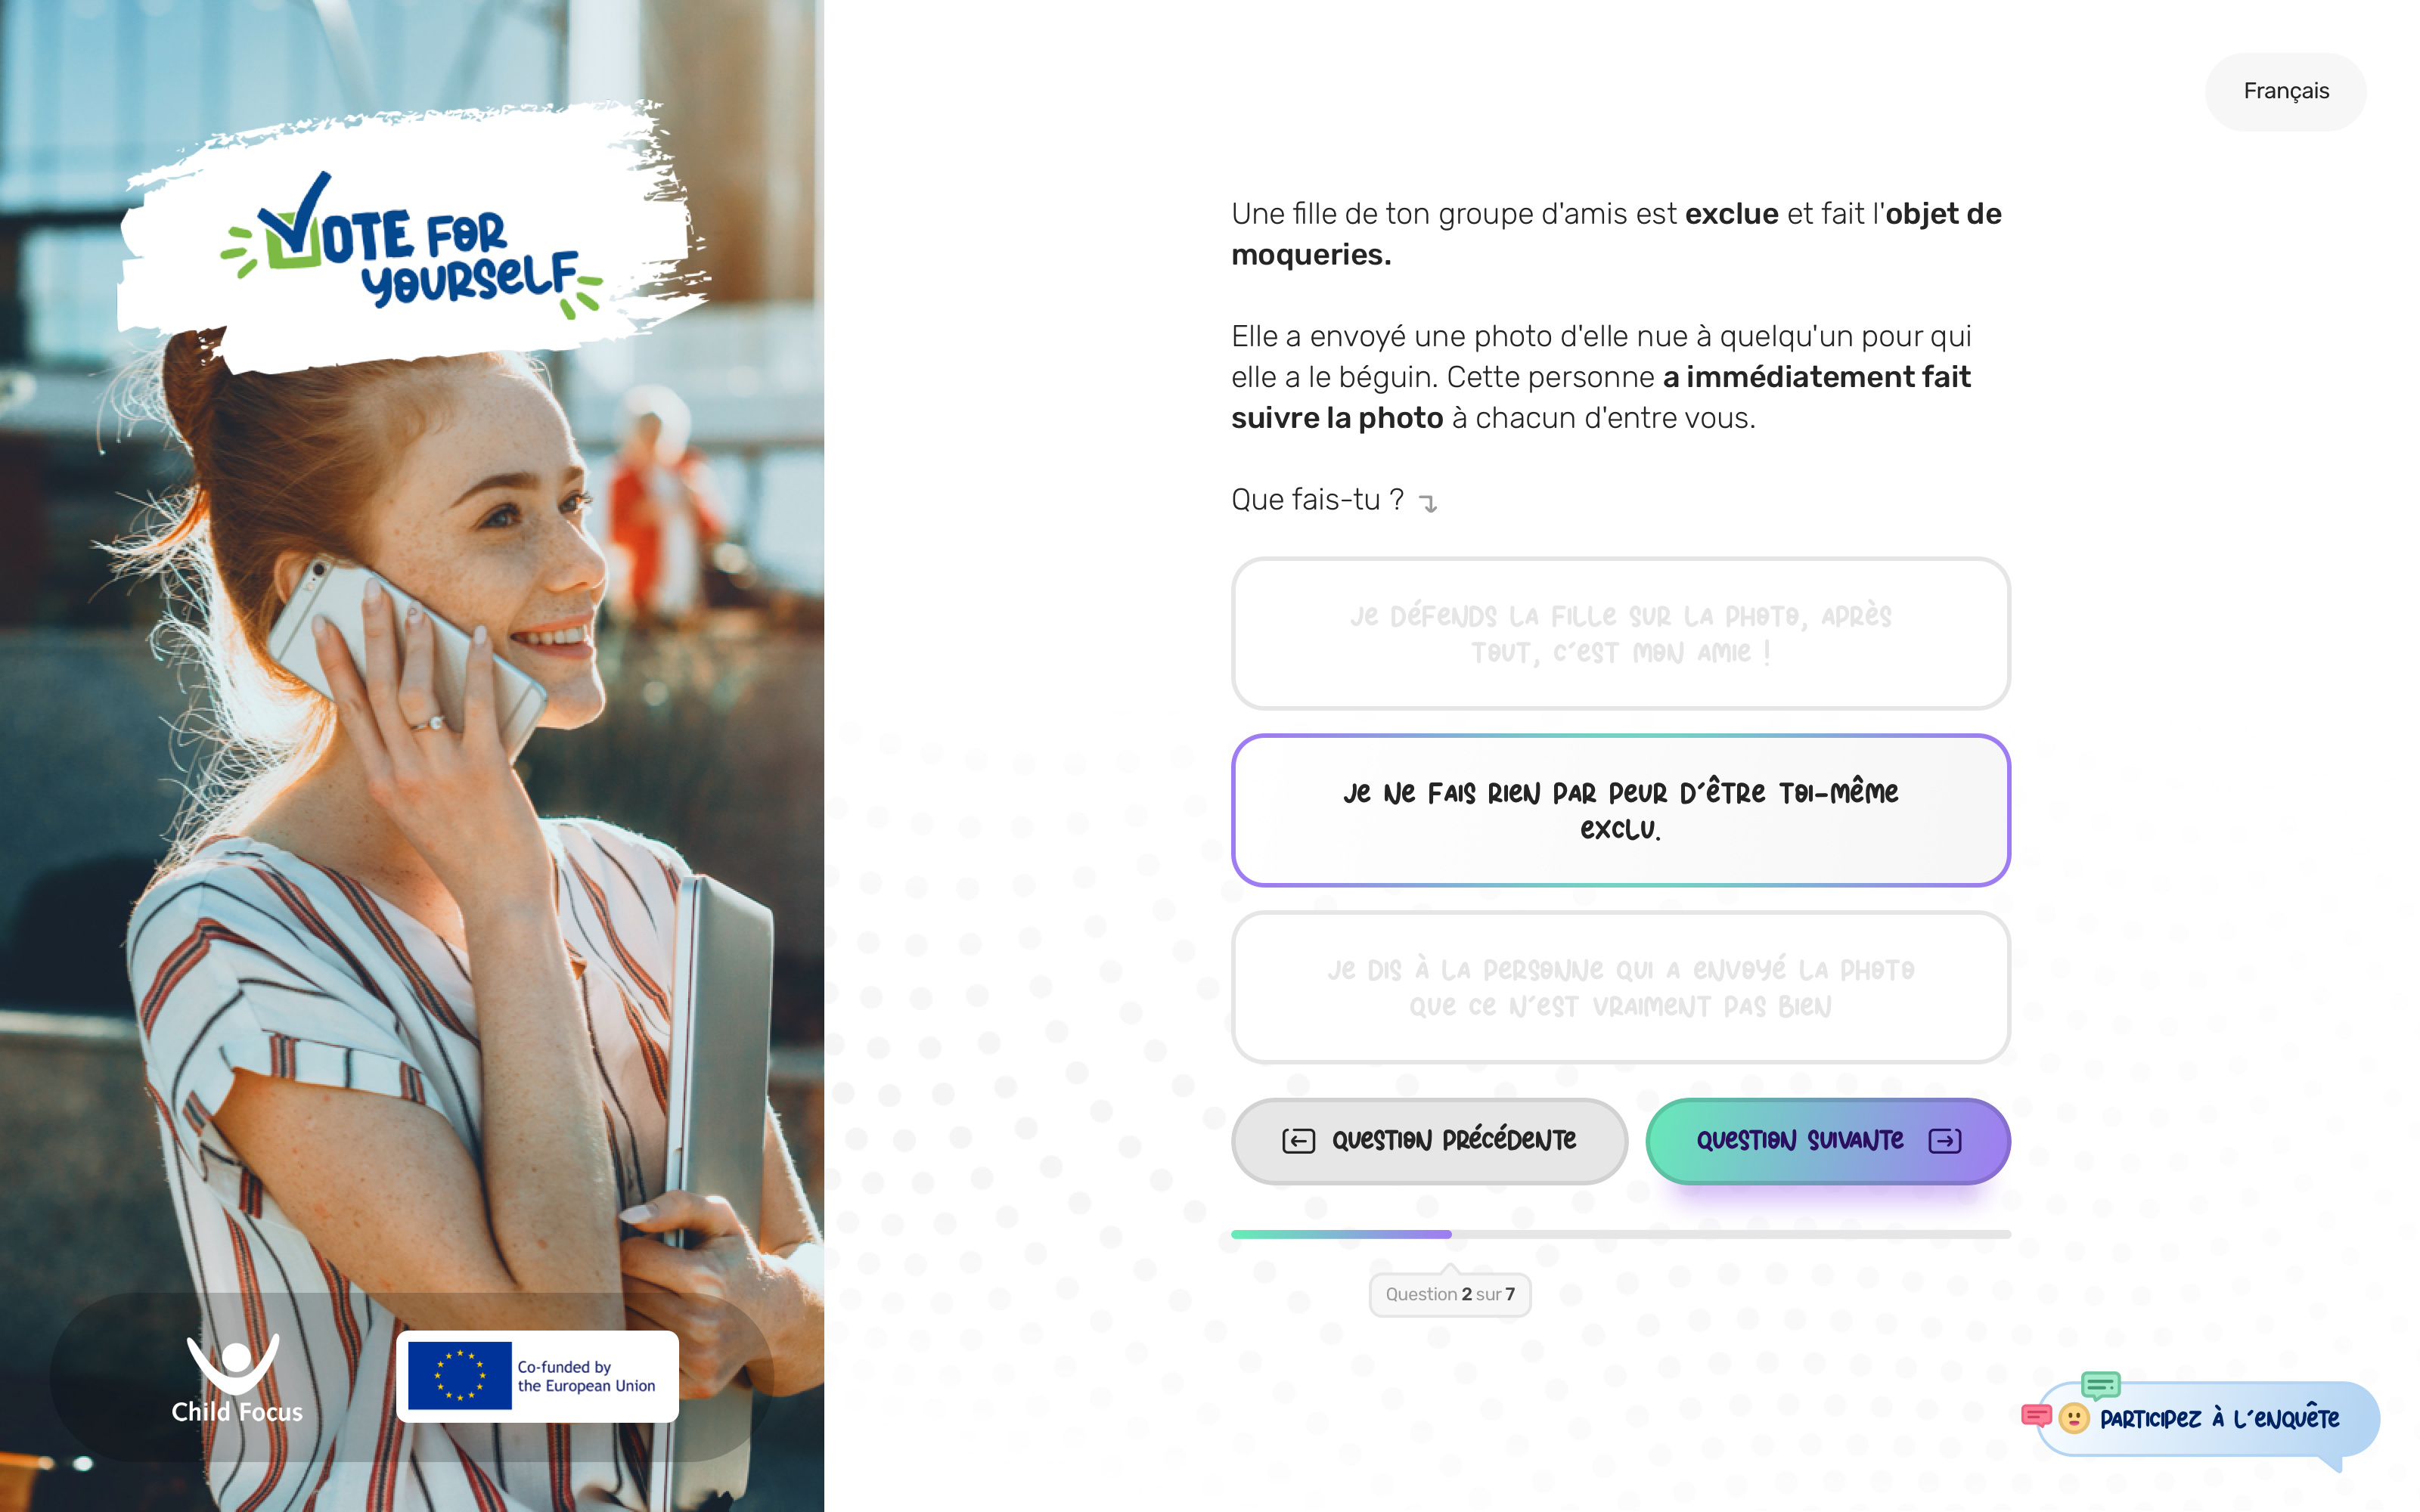 VOTE FOR
YOURSELF
Child Focus
Co-funded by
the European Union
Français
Une fille de ton groupe d'amis est exclue et fait l'objet de
moqueries.
Elle a envoyé une photo d'elle nue à quelqu'un pour qui
elle a le béguin. Cette personne a immédiatement fait
suivre la photo à chacun d'entre vous.
Que fais-tu ?
Je défends la fille sur la photo, après
tout, c'est mon amie !
Je ne fais rien par peur d'être toi-même
exclu.
Je dis à la personne qui a envoyé la photo
que ce n'est vraiment pas bien
Question précédente
Question suivante
Question 2 sur 7
Participez à l'enquête